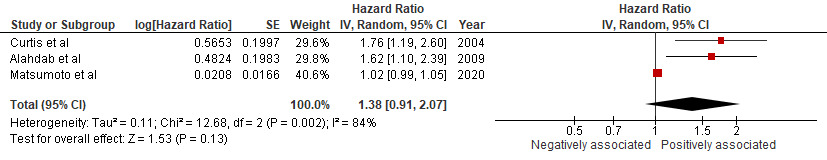 Hazard Ratio Hazard Ratio
Study or Subgroup log[Hazard Ratio] SE Weight IV, Random, 95% CI Year IV, Random, 95% CI
Curtis et al 0.5653 0.1997 29.6% 1.76 [1.19, 2.60] 2004
Alahdab et al 0.4824 0.1983 29.8% 1.62 [1.10, 2.39] 2009
Matsumoto et al 0.0208 0.0166 40.6% 1.02 [0.99, 1.05] 2020
Total (95% CI) 100.0% 1.38 [0.91, 2.07]
Heterogeneity: Tau² = 0.11; Chi² = 12.68, df = 2 (P = 0.002); I² = 84%
Test for overall effect: Z = 1.53 (P = 0.13)
0.5 0.7 1 1.5 2
Negatively associated Positively associated